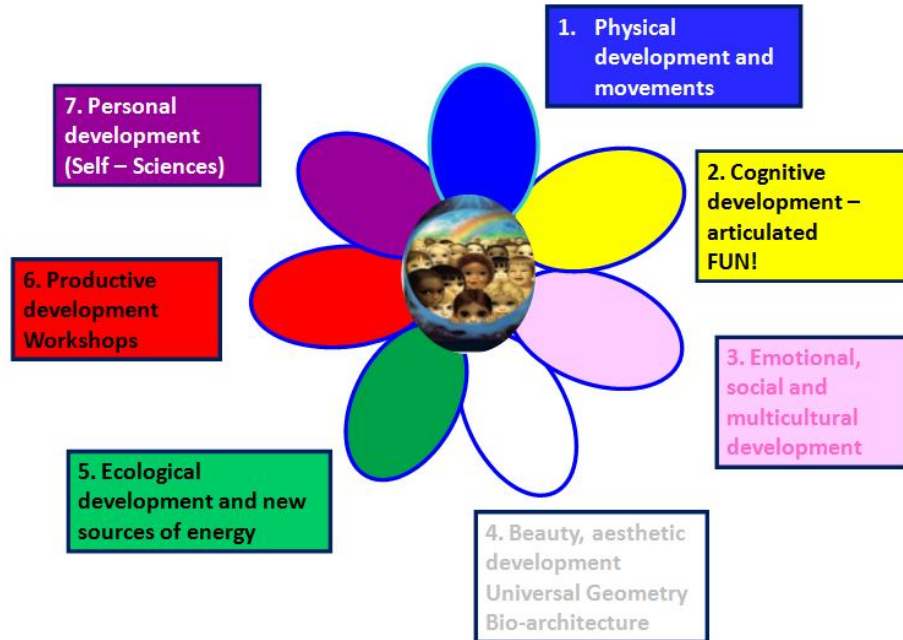 1. Physical
development and
movements
2. Cognitive
development –
articulated
FUN!
3. Emotional,
social and
multicultural
development
4. Beauty, aesthetic
development
Universal Geometry
Bio-architecture
5. Ecological
development and new
sources of energy
6. Productive
development
Workshops
7. Personal
development
(Self – Sciences)